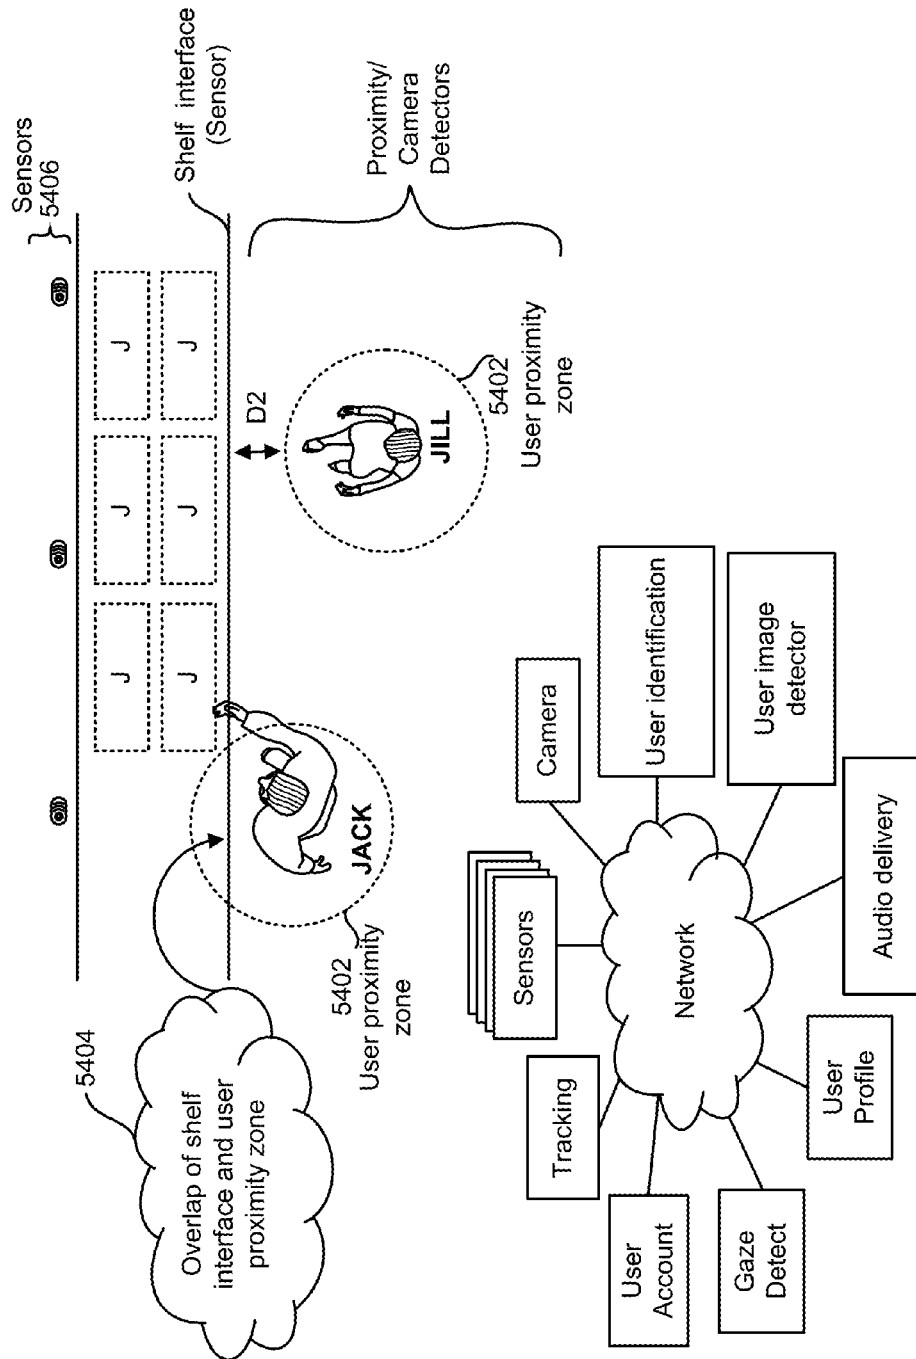 Sensors
5406
Shelf interface
(Sensor)
J
J
J
J
J
J
D2
Proximity/
Camera
Detectors
JACK
JILL
5402
User proximity
zone
5402
User proximity
zone
5404
Overlap of shelf
interface and user
proximity zone
Tracking
Sensors
Camera
User identification
User image
detector
Audio delivery
User
Profile
Gaze
Detect
User
Account
Network